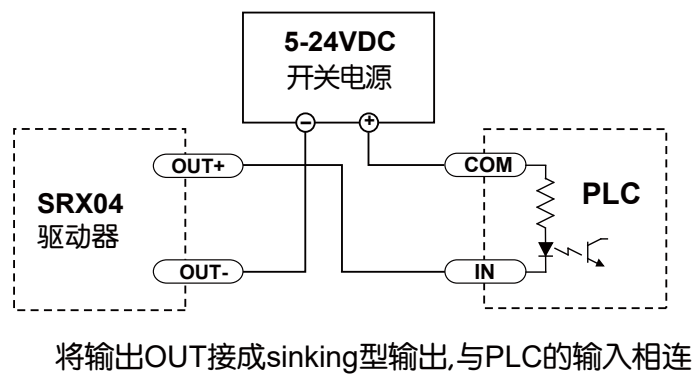 5-24VDC
开关电源
OUT+
COM
SRX04
驱动器
PLC
OUT-
IN
将输出OUT接成sinking型输出,与PLC的输入相连